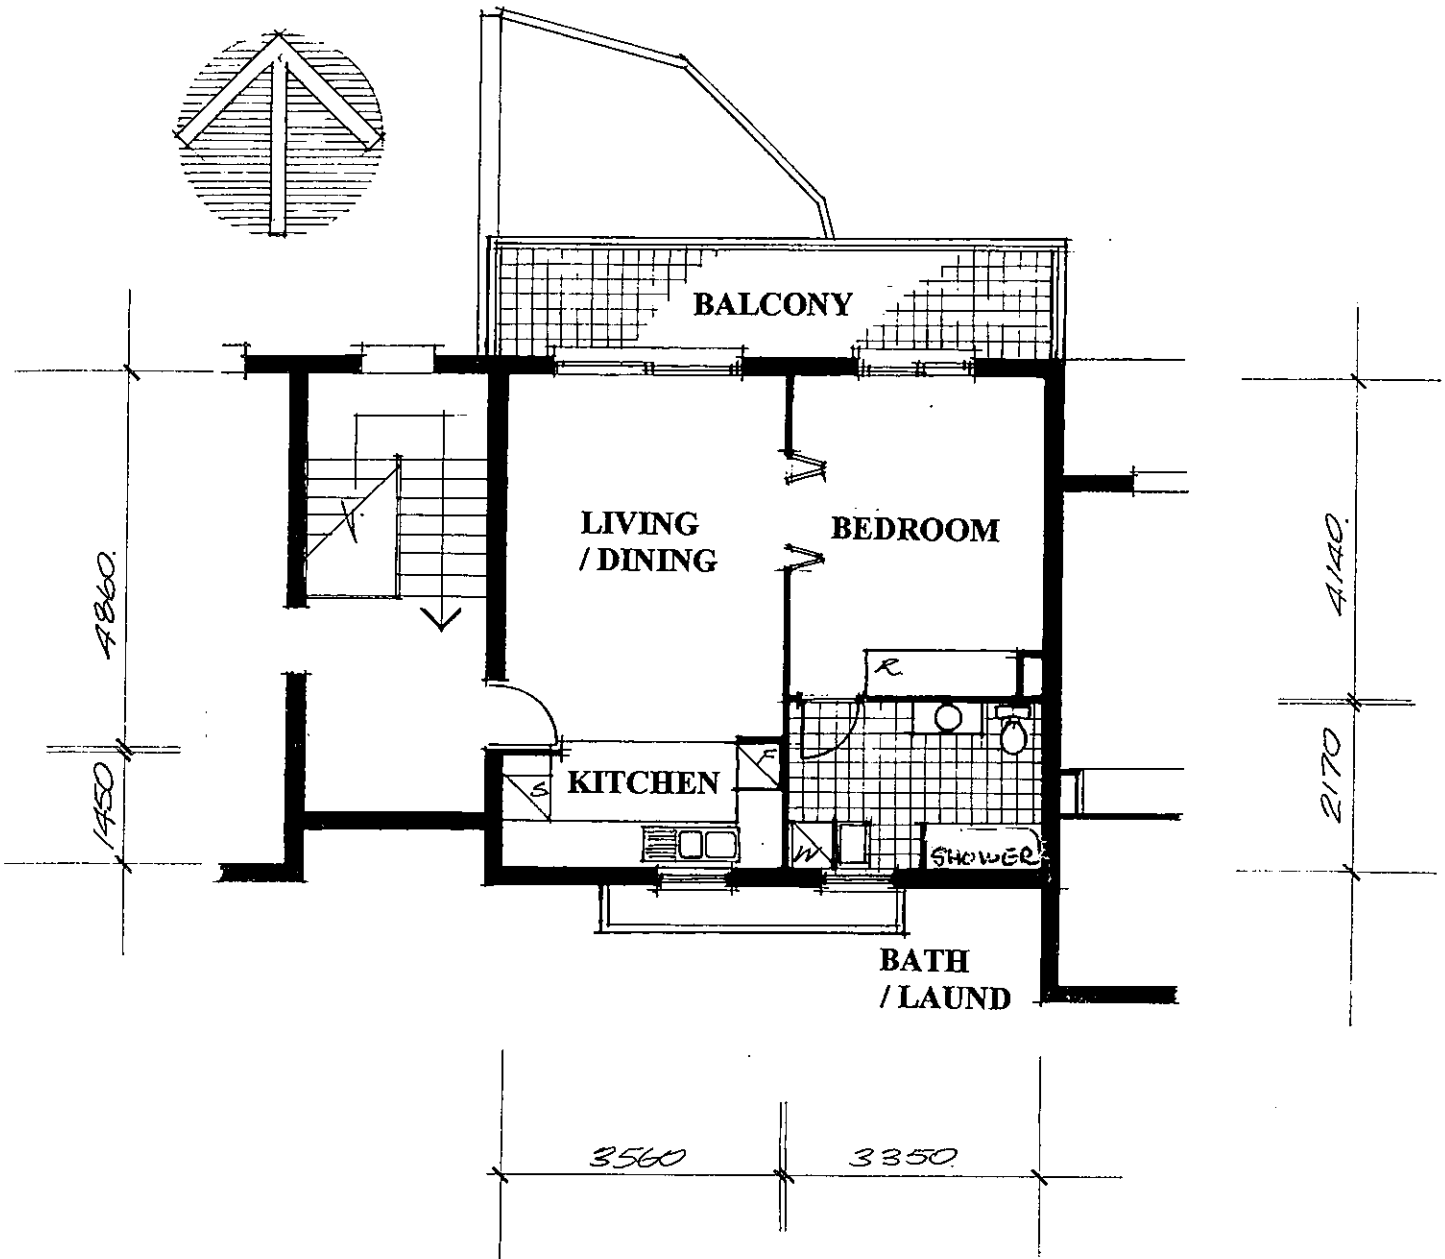 BALCONY
LIVING
/ DINING
BEDROOM
4860.
4140.
R.
KITCHEN
F
S
1450
2170
W
SHOWER
BATH
/ LAUND
3560
3350.